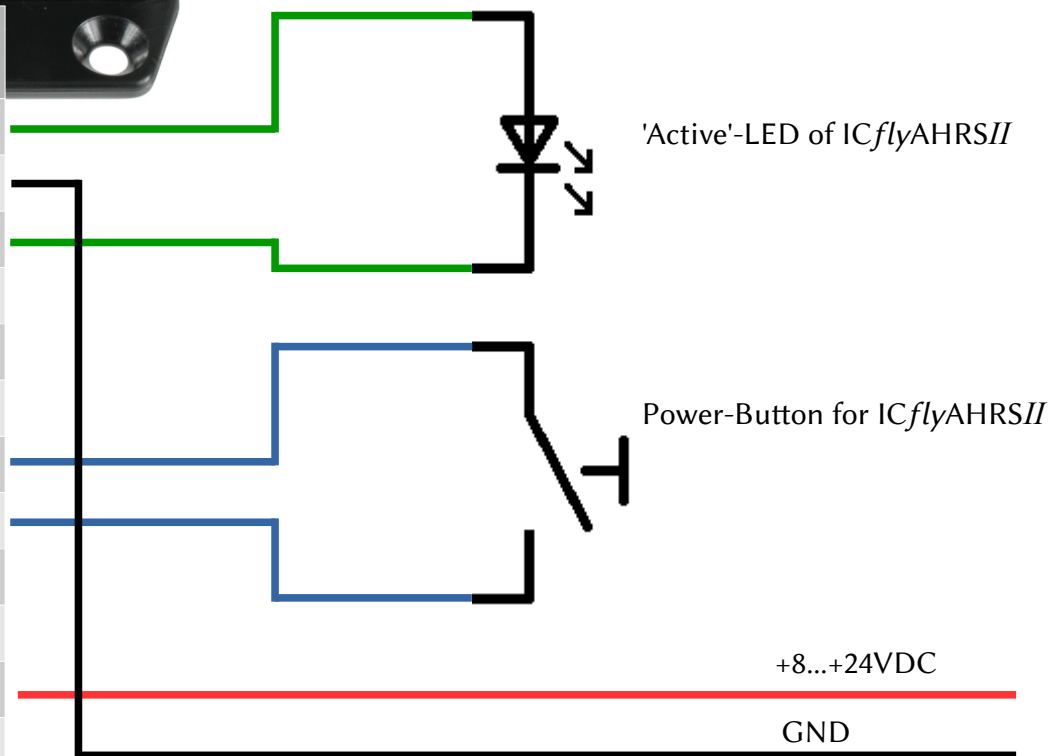 'Active'-LED of ICflyAHRSII
Power-Button for ICflyAHRSII
+8...+24VDC
GND